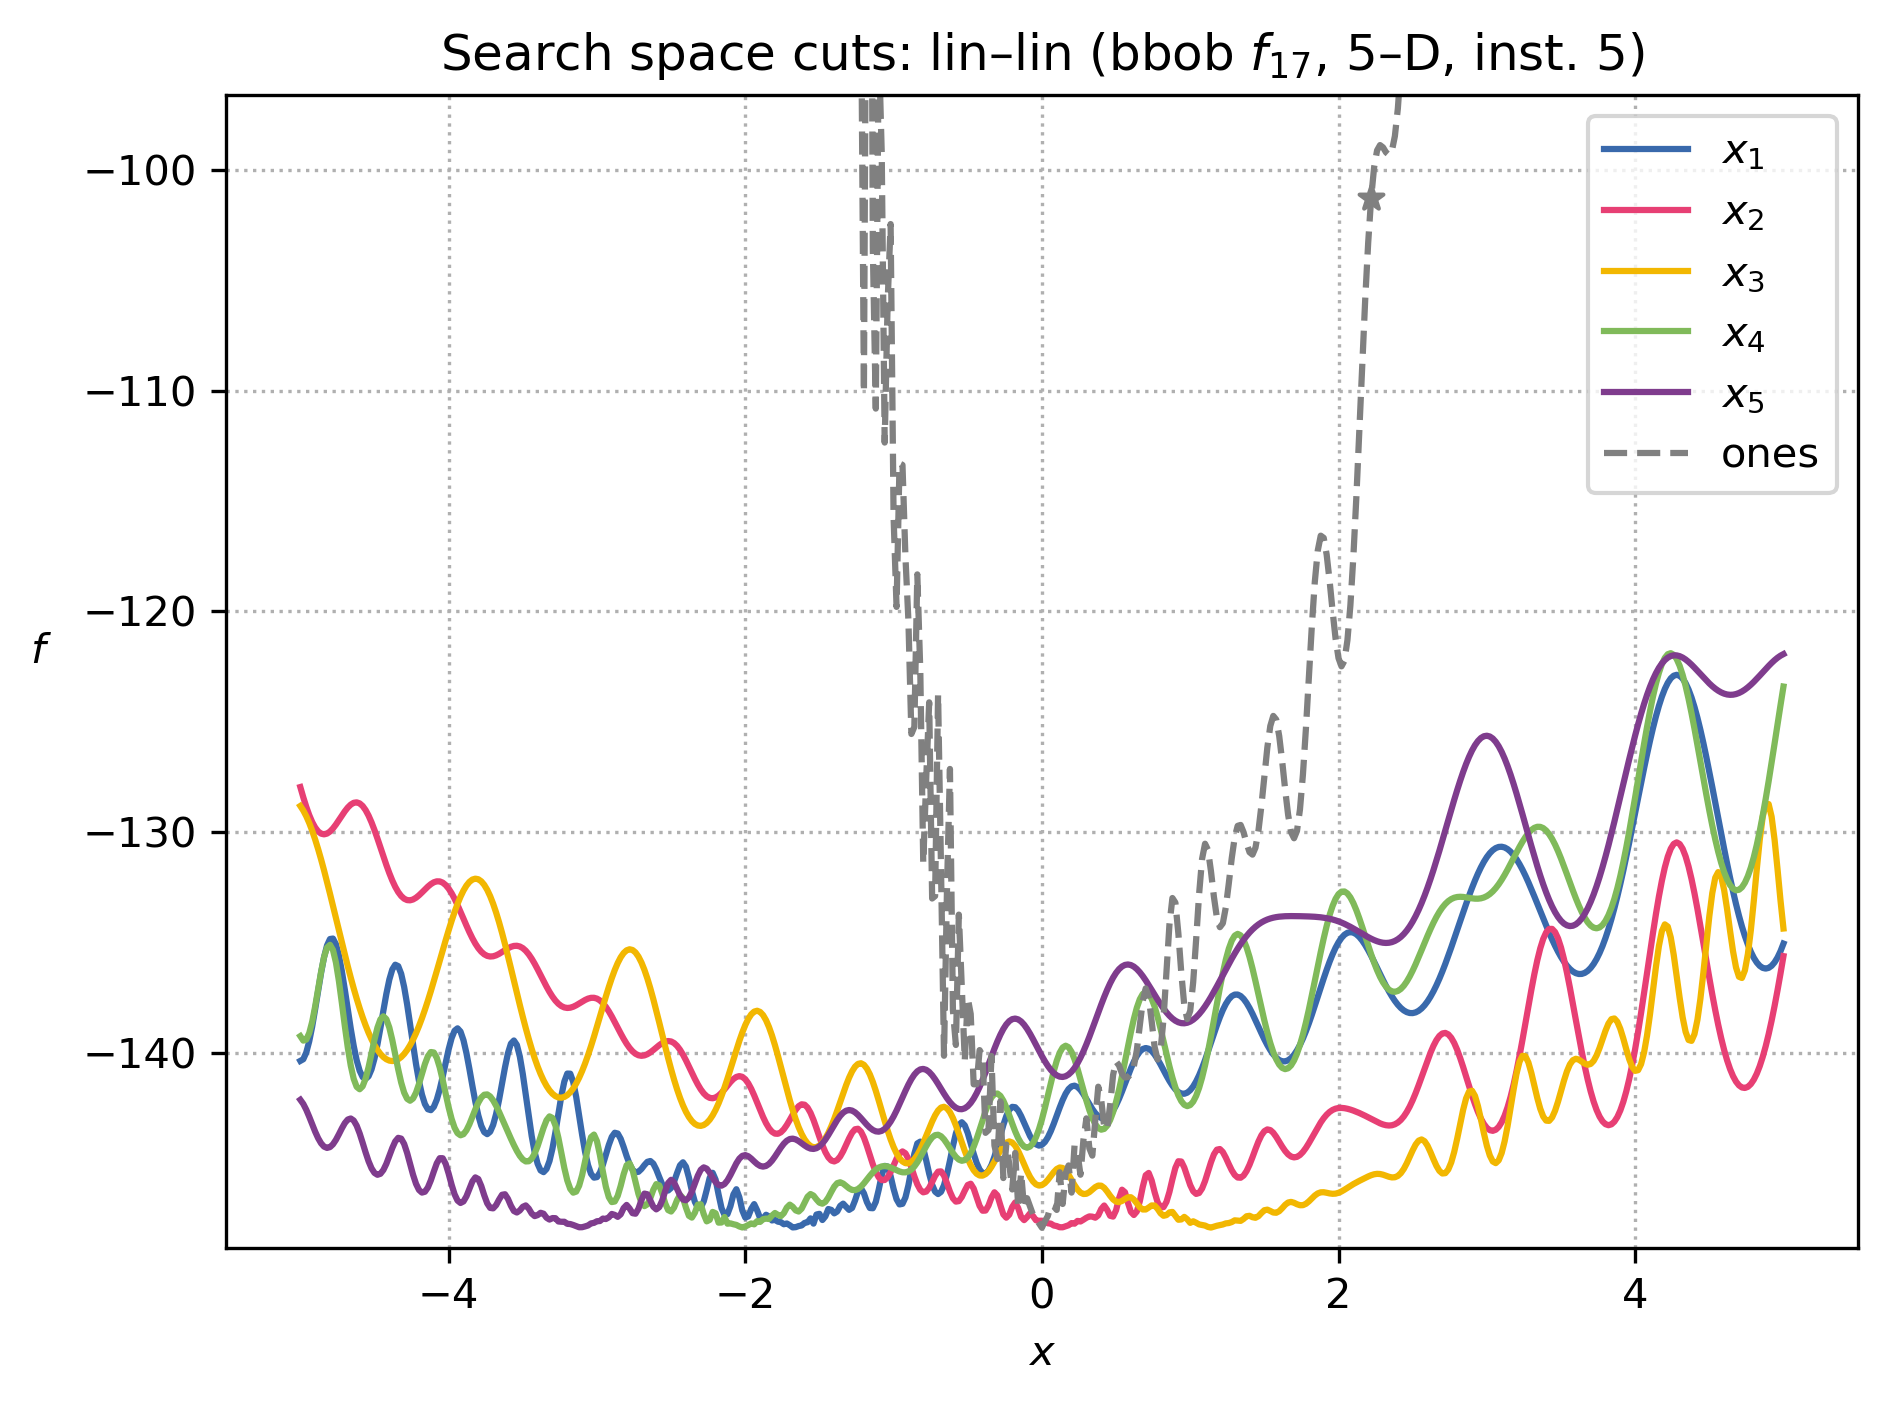 Search space cuts: lin–lin (bbob f₁₇, 5–D, inst. 5)
x₁
x₂
x₃
x₄
x₅
ones
f
−100
−110
−120
−130
−140
−4
−2
0
2
4
x